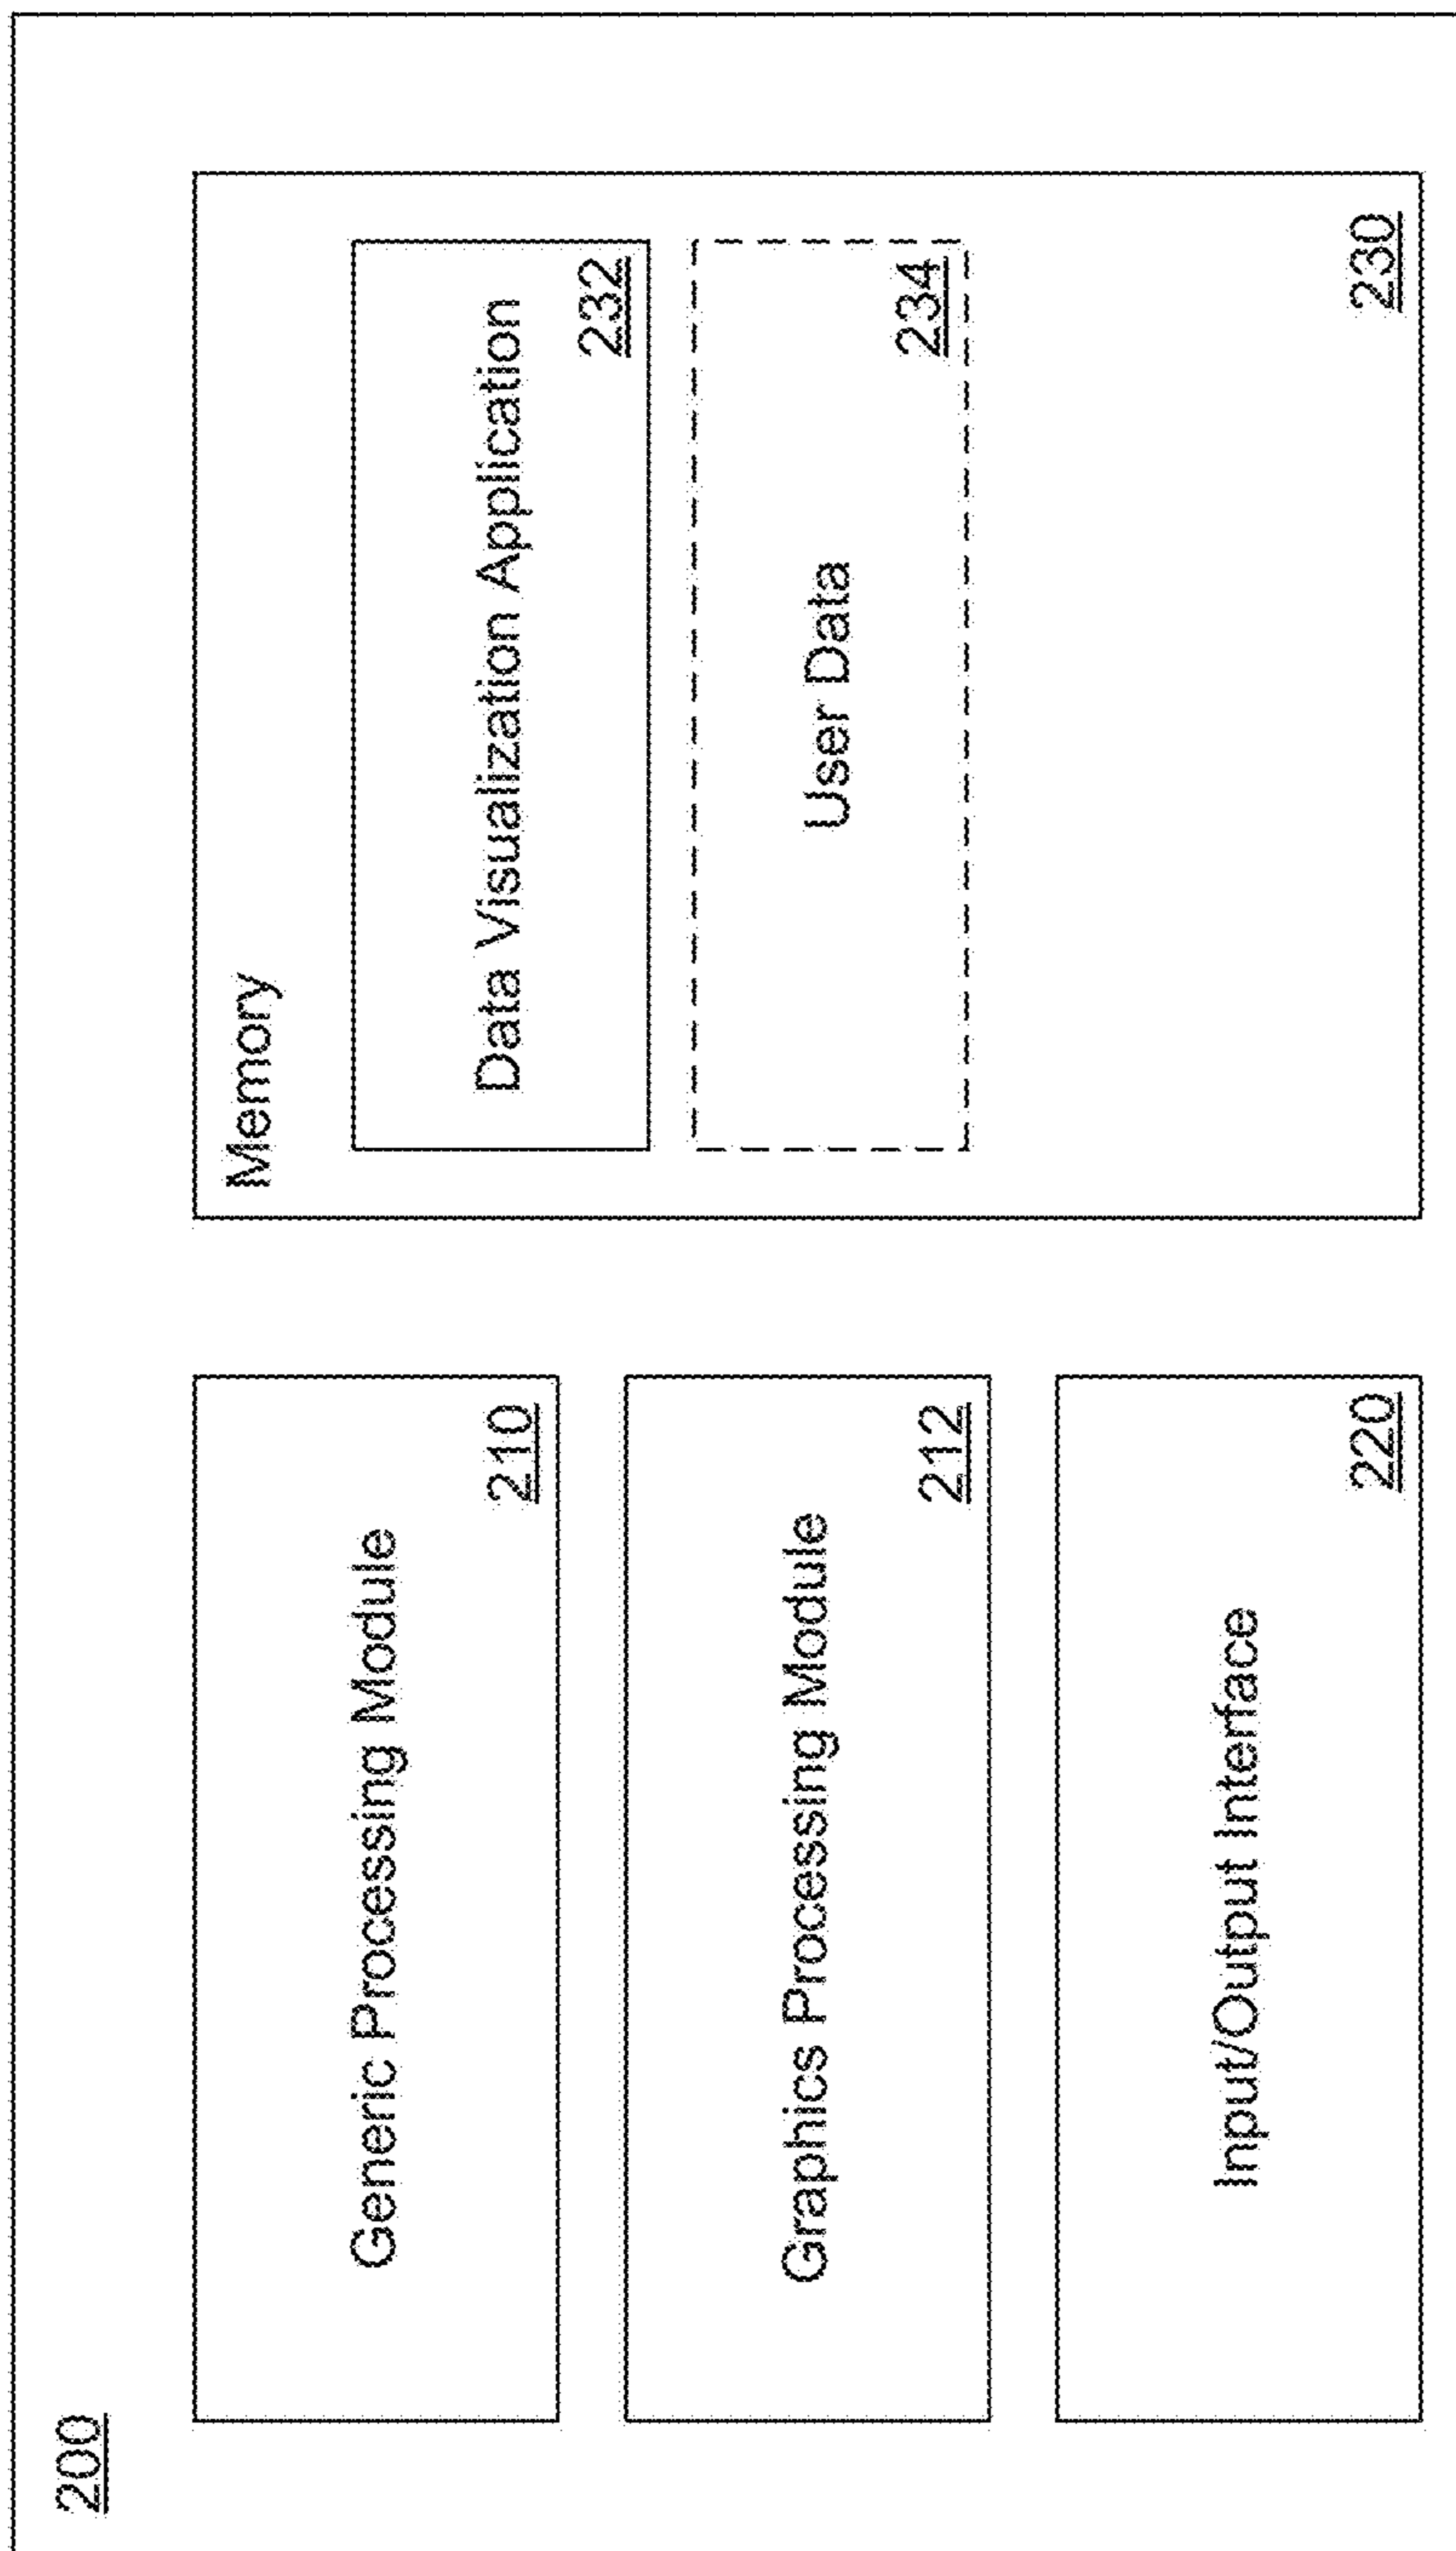 200
Generic Processing Module
210
Graphics Processing Module
212
Input/Output Interface
220
Memory
Data Visualization Application
232
User Data
234
230